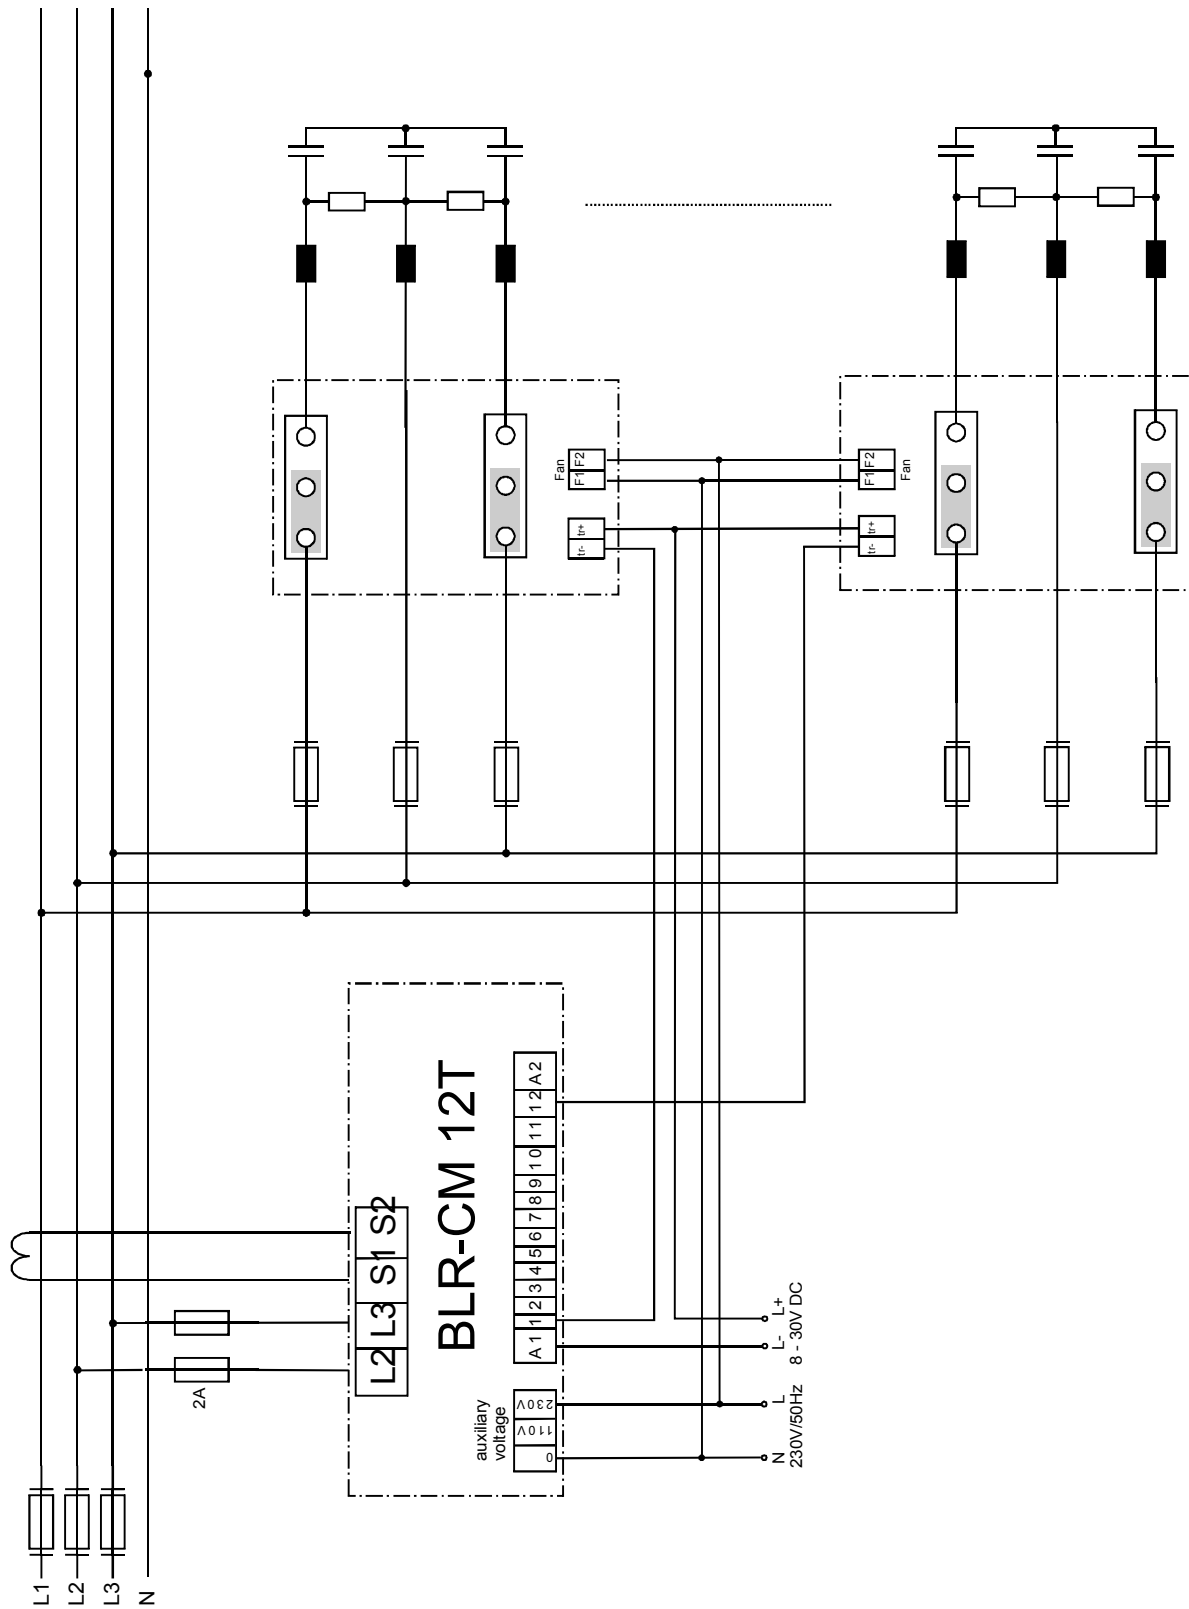 Fan
F2
F1
tr+
tr-
F2
F1
Fan
tr+
tr-
BLR-CM 12T
S2
S1
L3
L2
A2
12
11
10
9
8
7
6
5
4
3
2
1
A1
2A
auxiliary
voltage
230V
110V
0
L+
L-
8 - 30V DC
L
N
230V/50Hz
L1
L2
L3
N